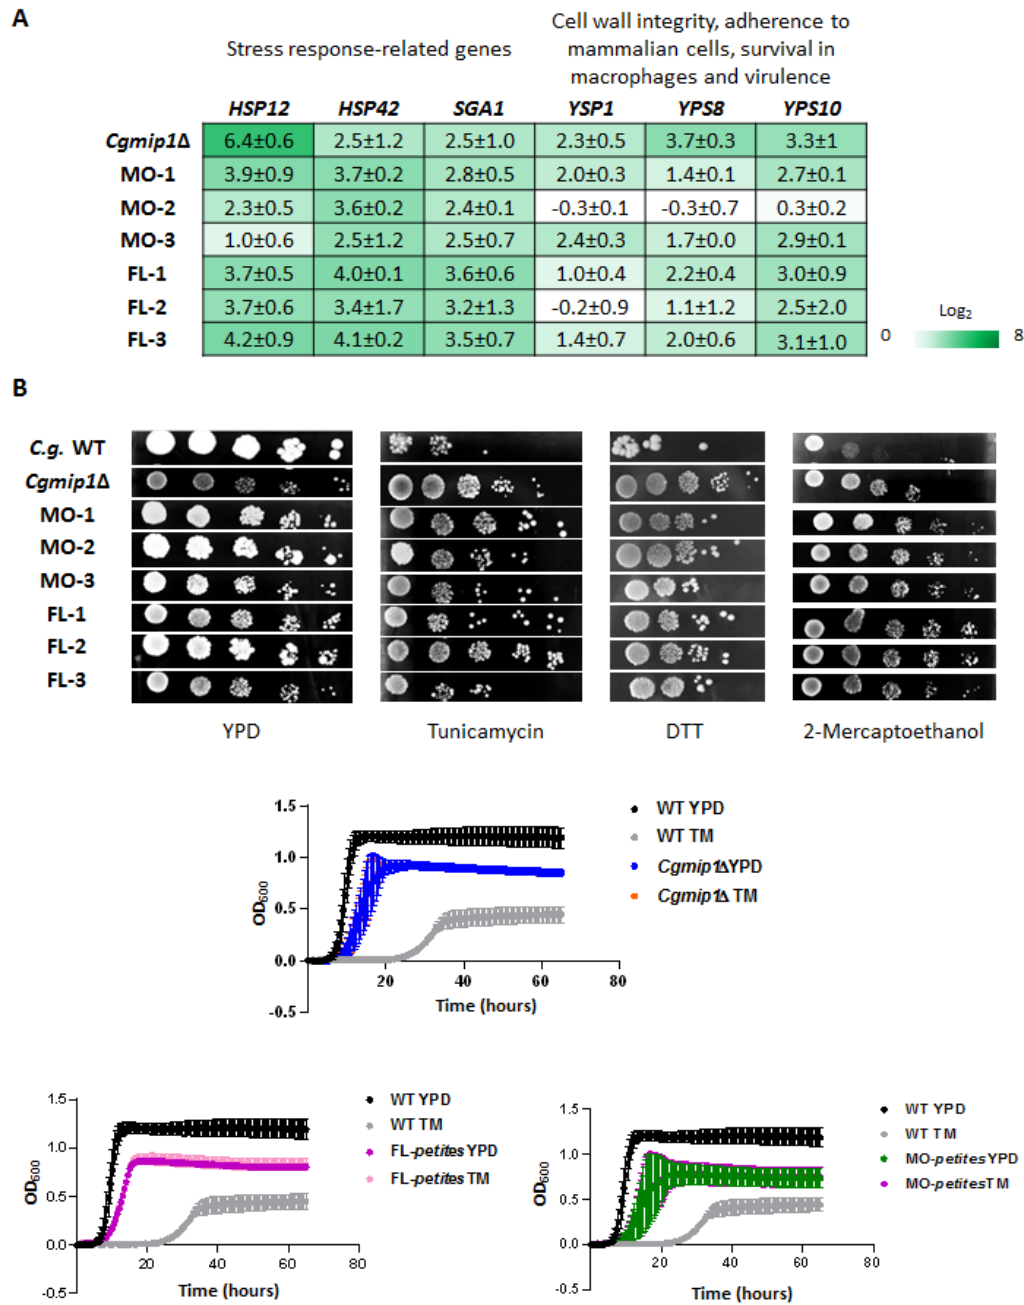 A
Stress response-related genes
Cell wall integrity, adherence to
mammalian cells, survival in
macrophages and virulence
HSP12 HSP42 SGA1 YSP1 YPS8 YPS10
Cgmip1Δ 6.4±0.6 2.5±1.2 2.5±1.0 2.3±0.5 3.7±0.3 3.3±1
MO-1 3.9±0.9 3.7±0.2 2.8±0.5 2.0±0.3 1.4±0.1 2.7±0.1
MO-2 2.3±0.5 3.6±0.2 2.4±0.1 -0.3±0.1 -0.3±0.7 0.3±0.2
MO-3 1.0±0.6 2.5±1.2 2.5±0.7 2.4±0.3 1.7±0.0 2.9±0.1
FL-1 3.7±0.5 4.0±0.1 3.6±0.6 1.0±0.4 2.2±0.4 3.0±0.9
FL-2 3.7±0.6 3.4±1.7 3.2±1.3 -0.2±0.9 1.1±1.2 2.5±2.0
FL-3 4.2±0.9 4.1±0.2 3.5±0.7 1.4±0.7 2.0±0.6 3.1±1.0
Log2
0 8
B
C.g. WT
Cgmip1Δ
MO-1
MO-2
MO-3
FL-1
FL-2
FL-3
YPD Tunicamycin DTT 2-Mercaptoethanol
1.5
1.0
0.5
0.0
-0.5
OD600
20 40 60 80
Time (hours)
WT YPD
WT TM
Cgmip1Δ YPD
Cgmip1Δ TM
1.5
1.0
0.5
0.0
-0.5
OD600
20 40 60 80
Time (hours)
WT YPD
WT TM
FL-petites YPD
FL-petites TM
1.5
1.0
0.5
0.0
-0.5
OD600
20 40 60 80
Time (hours)
WT YPD
WT TM
MO-petites YPD
MO-petites TM